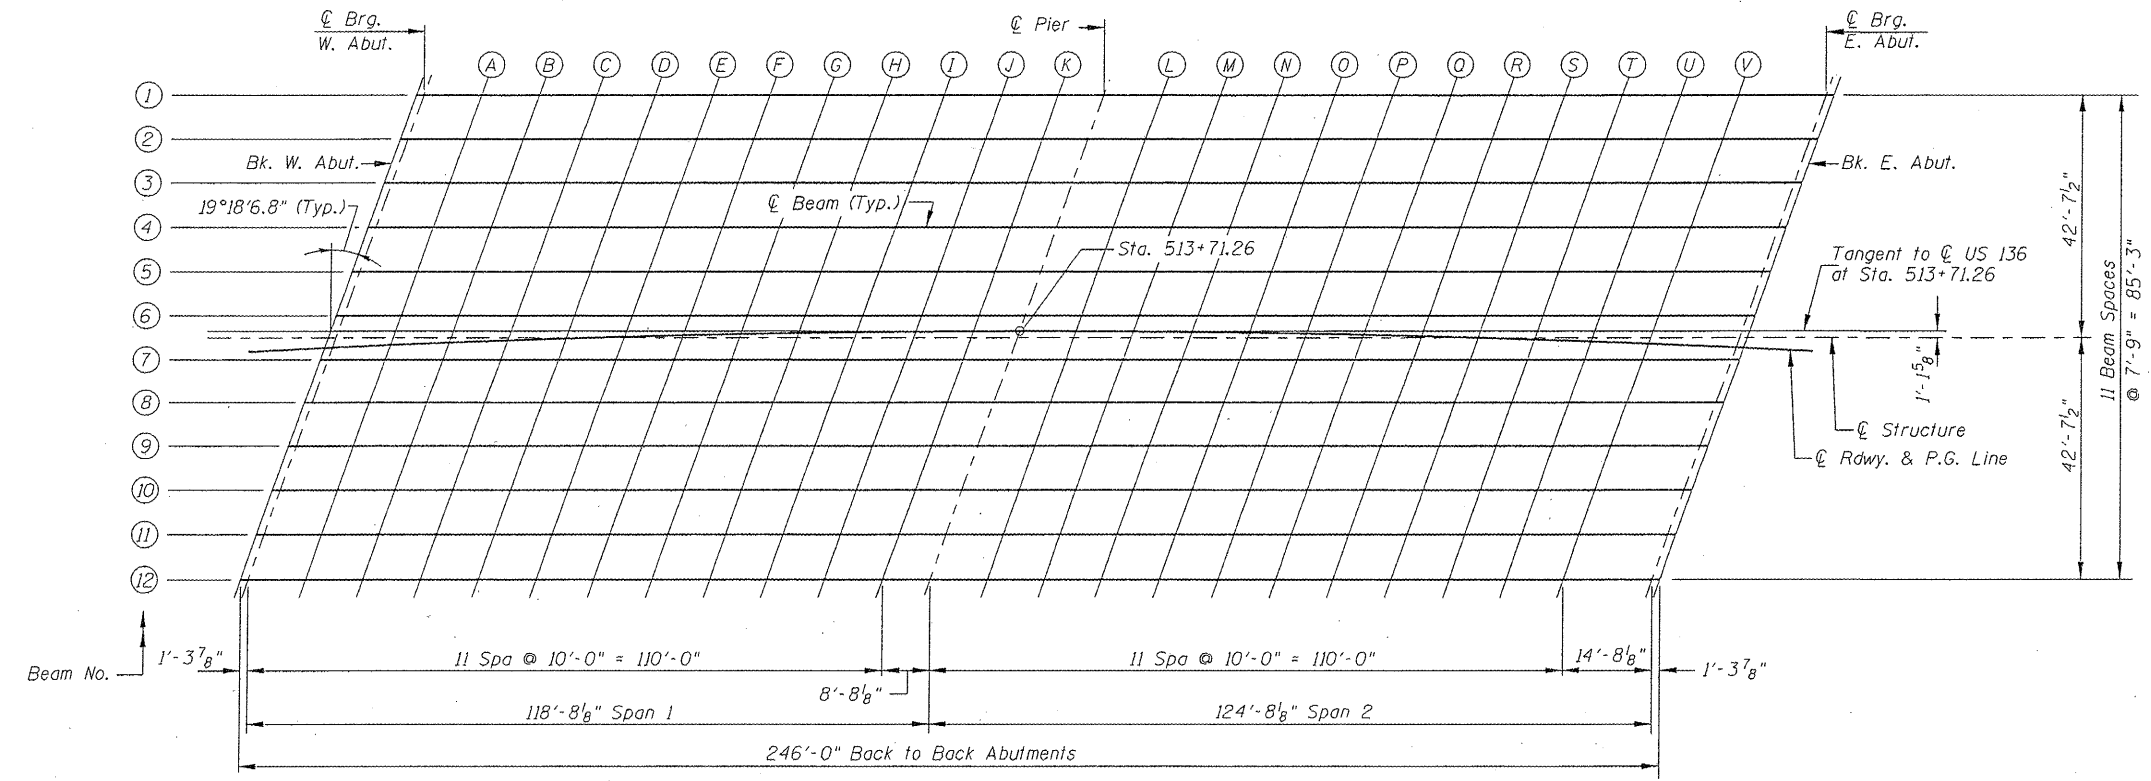 ℄ Brg.
W. Abut.
℄ Pier
℄ Brg.
E. Abut.
A B C D E F G H I J K L M N O P Q R S T U V
1
2
Bk. W. Abut.
Bk. E. Abut.
3
19°18'6.8" (Typ.)
℄ Beam (Typ.)
4
42'-7½"
Sta. 513+71.26
Tangent to ℄ US 136
at Sta. 513+71.26
5
6
11 Beam Spaces
@ 7'-9" = 85'-3"
7
1'-1⅝"
8
℄ Structure
42'-7½"
9
℄ Rdwy. & P.G. Line
10
11
12
Beam No.
1'-3⅞"
11 Spa @ 10'-0" = 110'-0"
8'-8⅛"
11 Spa @ 10'-0" = 110'-0"
14'-8⅛"
1'-3⅞"
118'-8⅛" Span 1
124'-8⅛" Span 2
246'-0" Back to Back Abutments